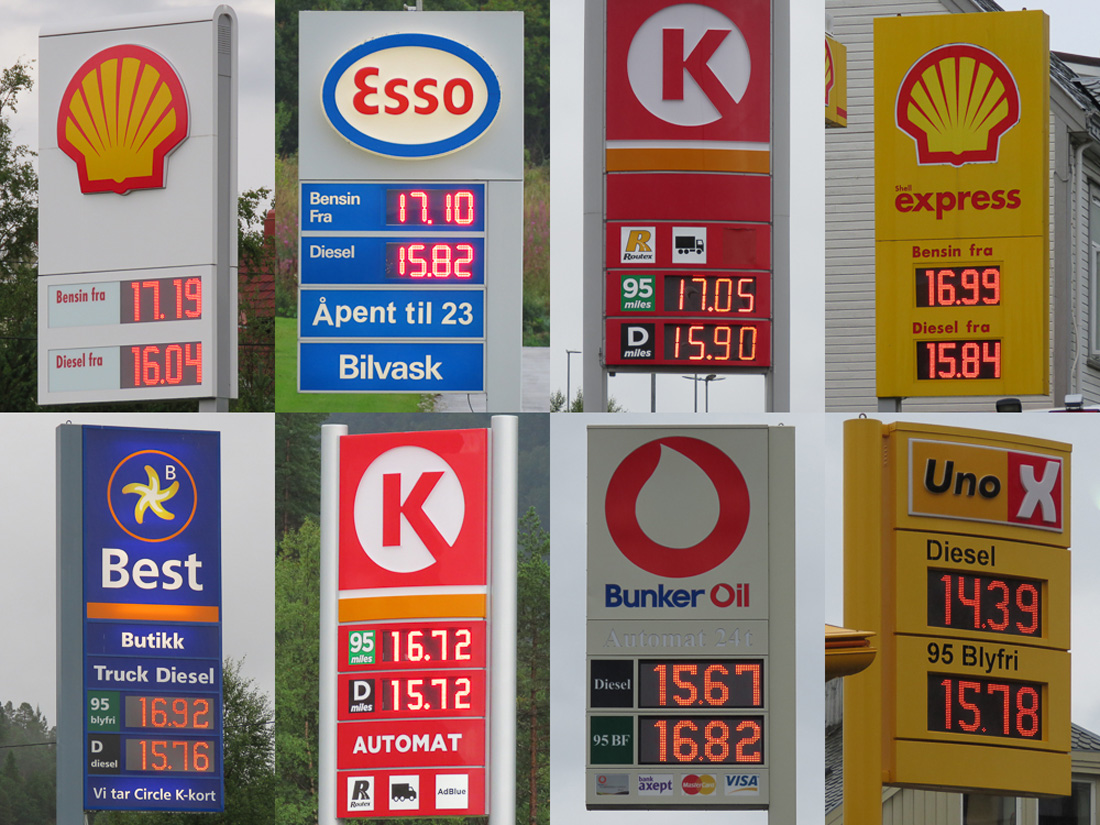 Bensin fra 17.19
Diesel fra 16.04
Esso
Bensin
Fra 17.10
Diesel 15.82
Åpent til 23
Bilvask
K
R
Routex
95
miles 17.05
D
miles 15.90
Shell
express
Bensin fra
16.99
Diesel fra
15.84
B
Best
Butikk
Truck Diesel
95
blyfri 16.92
D
diesel 15.76
Vi tar Circle K-kort
K
95
miles 16.72
D
miles 15.72
AUTOMAT
R
Routex
AdBlue
Bunker Oil
Automat 24t
Diesel 15.67
95 BF 16.82
bank
axept MasterCard VISA
Uno X
Diesel
14.39
95 Blyfri
15.78